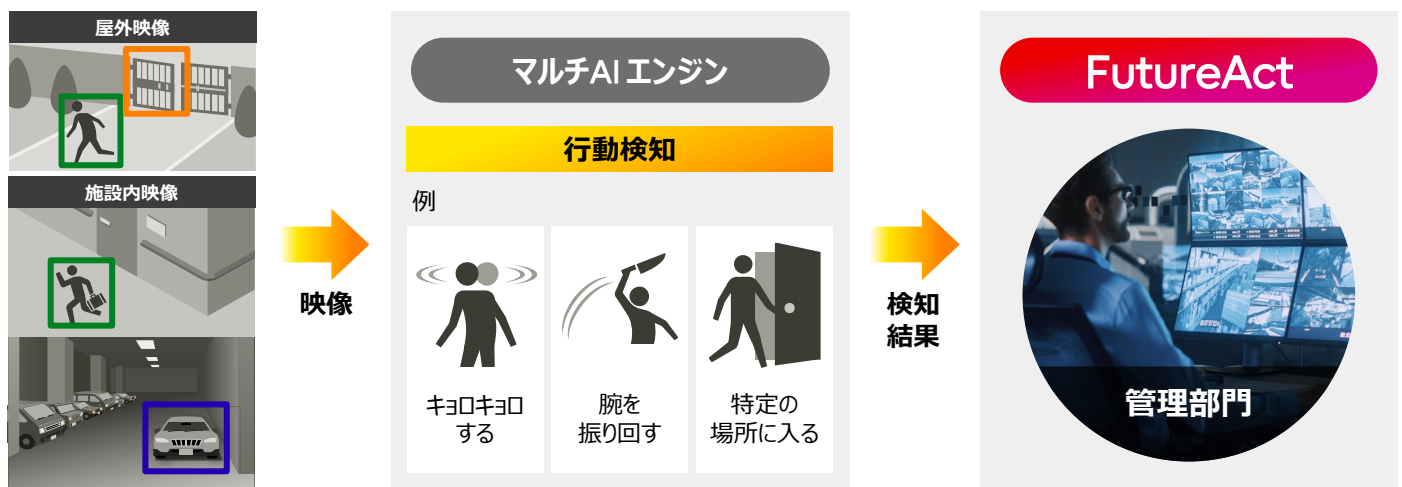 屋外映像
施設内映像
映像
マルチAIエンジン
行動検知
例
キョロキョロ
する
腕を
振り回す
特定の
場所に入る
検知
結果
FutureAct
管理部門